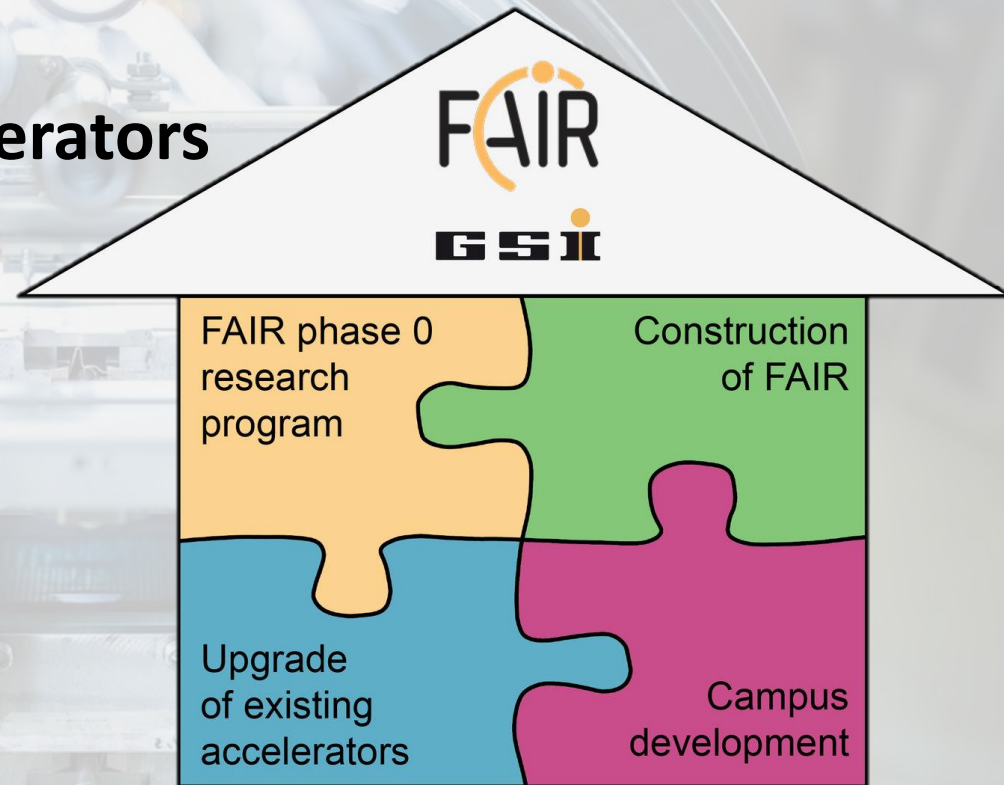 erators
FAIR
GSI
FAIR phase 0
research
program
Construction
of FAIR
Upgrade
of existing
accelerators
Campus
development